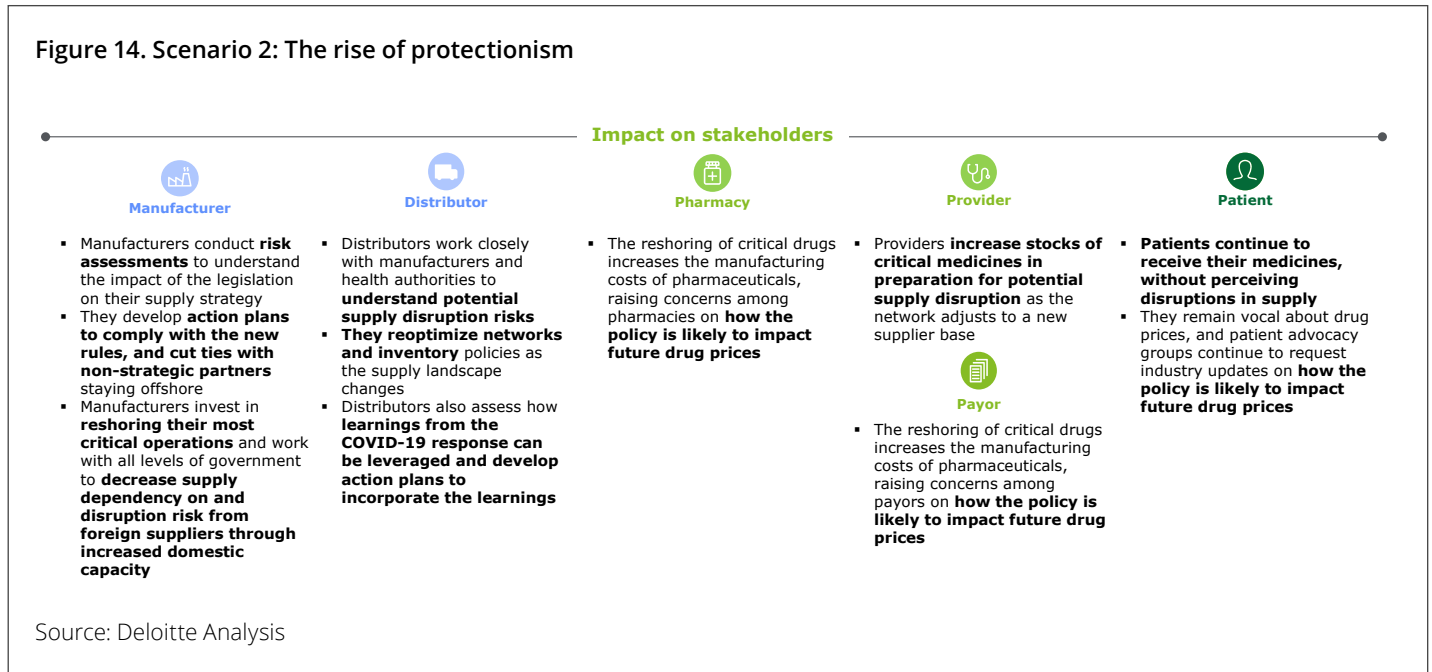 Figure 14. Scenario 2: The rise of protectionism
Impact on stakeholders
Manufacturer
▪ Manufacturers conduct risk
assessments to understand
the impact of the legislation
on their supply strategy
▪ They develop action plans
to comply with the new
rules, and cut ties with
non-strategic partners
staying offshore
▪ Manufacturers invest in
reshoring their most
critical operations and work
with all levels of government
to decrease supply
dependency on and
disruption risk from
foreign suppliers through
increased domestic
capacity
Distributor
▪ Distributors work closely
with manufacturers and
health authorities to
understand potential
supply disruption risks
▪ They reoptimize networks
and inventory policies as
the supply landscape
changes
▪ Distributors also assess how
learnings from the
COVID-19 response can
be leveraged and develop
action plans to
incorporate the learnings
Pharmacy
▪ The reshoring of critical drugs
increases the manufacturing
costs of pharmaceuticals,
raising concerns among
pharmacies on how the
policy is likely to impact
future drug prices
Provider
▪ Providers increase stocks of
critical medicines in
preparation for potential
supply disruption as the
network adjusts to a new
supplier base
Payor
▪ The reshoring of critical drugs
increases the manufacturing
costs of pharmaceuticals,
raising concerns among
payors on how the policy is
likely to impact future drug
prices
Patient
▪ Patients continue to
receive their medicines,
without perceiving
disruptions in supply
▪ They remain vocal about drug
prices, and patient advocacy
groups continue to request
industry updates on how the
policy is likely to impact
future drug prices
Source: Deloitte Analysis